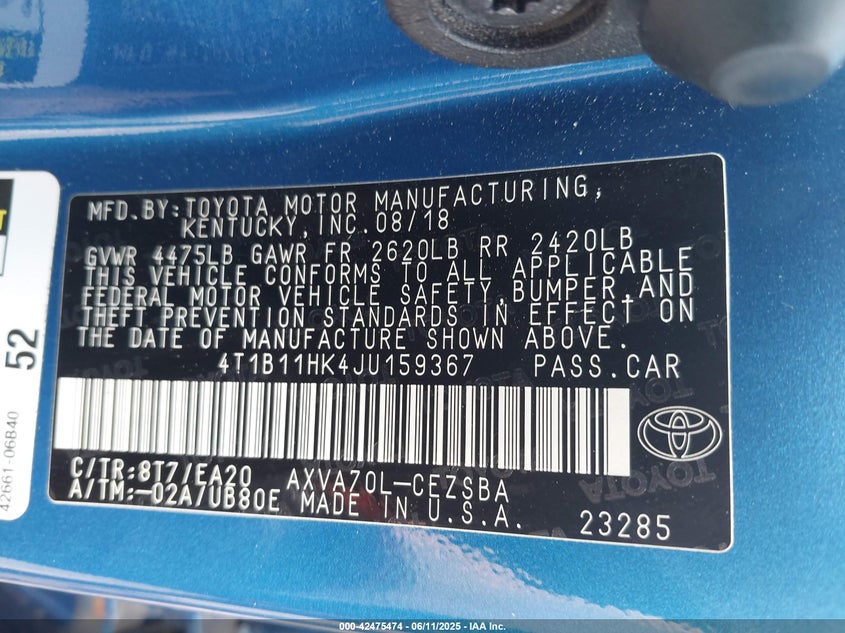 MFD.BY:TOYOTA MOTOR MANUFACTURING,
KENTUCKY,INC.08/18
GVWR 4475LB GAWR FR 2620LB RR 2420LB
THIS VEHICLE CONFORMS TO ALL APPLICABLE
FEDERAL MOTOR VEHICLE SAFETY,BUMPER,AND
THEFT PREVENTION STANDARDS IN EFFECT ON
THE DATE OF MANUFACTURE SHOWN ABOVE.
4T1B11HK4JU159367 PASS.CAR
C/TR:8T7/EA20 AXVA70L-CEZSBA
A/TM:-02A/UB80E MADE IN U.S.A. 23285
TOYOTA
52
42661-06B40
000-42475474 - 06/11/2025 - IAA Inc.